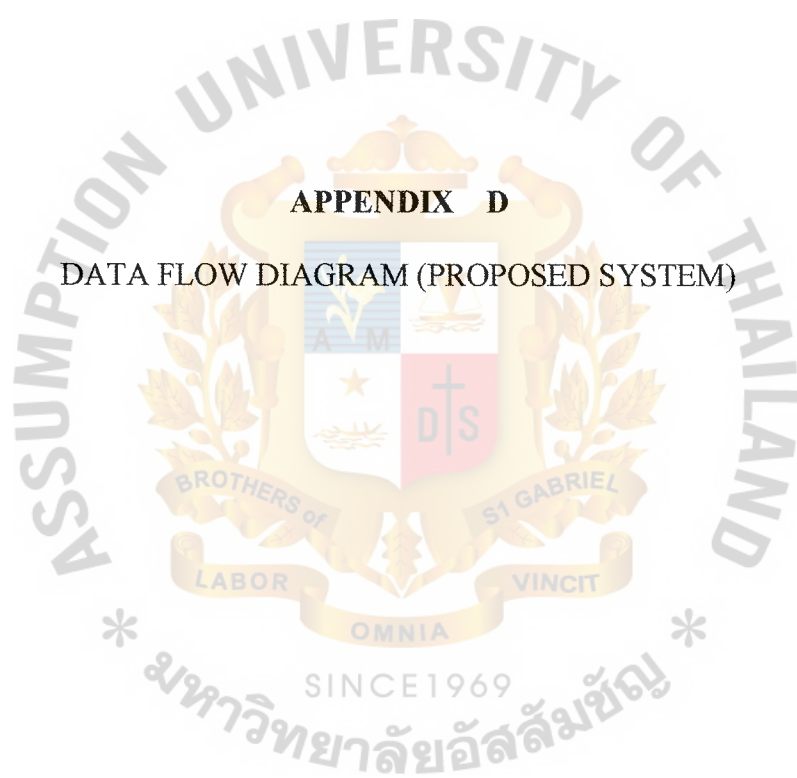 ASSUMPTION UNIVERSITY OF THAILAND
APPENDIX D
DATA FLOW DIAGRAM (PROPOSED SYSTEM)
A M
D S
BROTHERS of S1 GABRIEL
LABOR VINCIT
OMNIA
SINCE1969
* มหาวิทยาลัยอัสสัมชัญ *